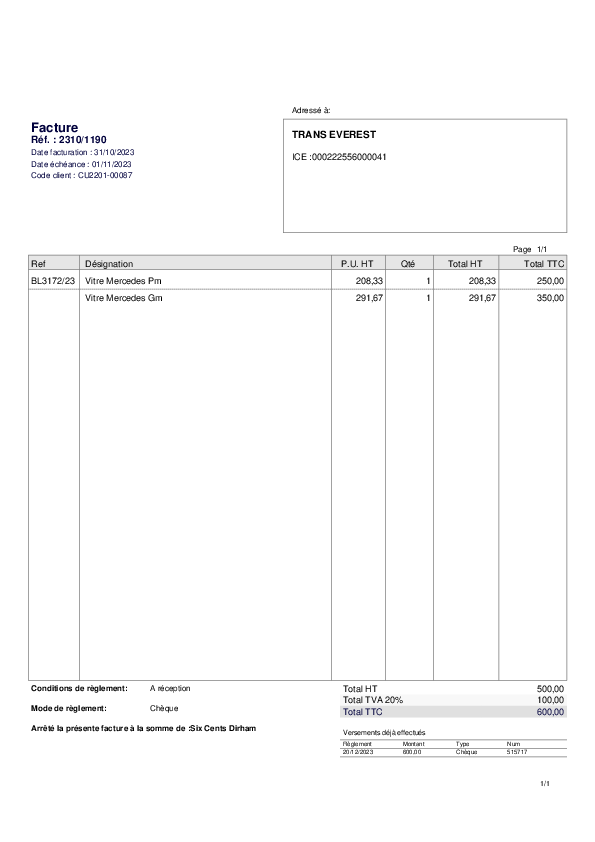 Adressé à:
Facture
Réf. : 2310/1190
Date facturation : 31/10/2023
Date échéance : 01/11/2023
Code client : CU2201-00087
TRANS EVEREST
ICE :000222556000041
Page 1/1
Ref Désignation P.U. HT Qté Total HT Total TTC
BL3172/23 Vitre Mercedes Pm 208,33 1 208,33 250,00
Vitre Mercedes Gm 291,67 1 291,67 350,00
Conditions de règlement: A réception
Total HT 500,00
Total TVA 20% 100,00
Mode de règlement: Chèque
Total TTC 600,00
Arrêté la présente facture à la somme de :Six Cents Dirham
Versements déjà effectués
Règlement Montant Type Num
20/12/2023 600,00 Chèque 515717
1/1